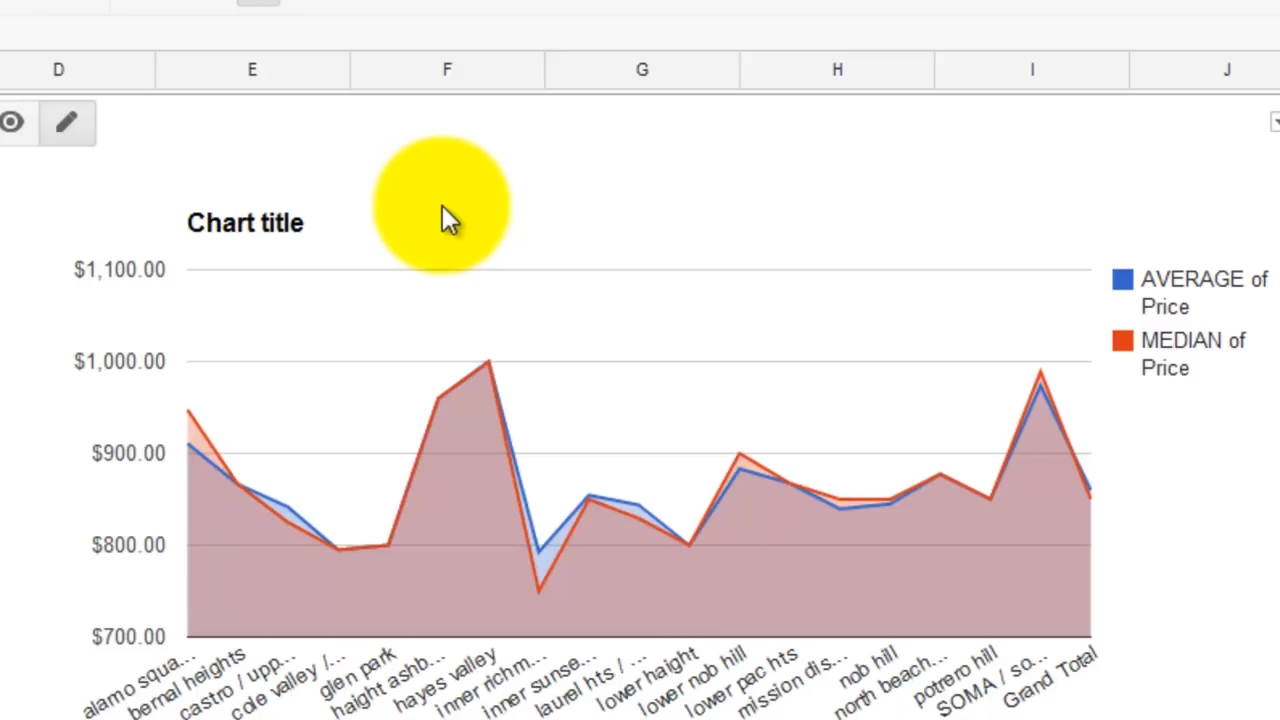 D E F G H I J
Chart title
$1,100.00
$1,000.00
$900.00
$800.00
$700.00
AVERAGE of
Price
MEDIAN of
Price
alamo squa...
bernal heights
castro / upp...
cole valley /...
glen park
haight ashb...
hayes valley
inner richm...
inner sunse...
laurel hts / ...
lower haight
lower nob hill
lower pac hts
mission dis...
nob hill
north beach...
potrero hill
SOMA / so...
Grand Total